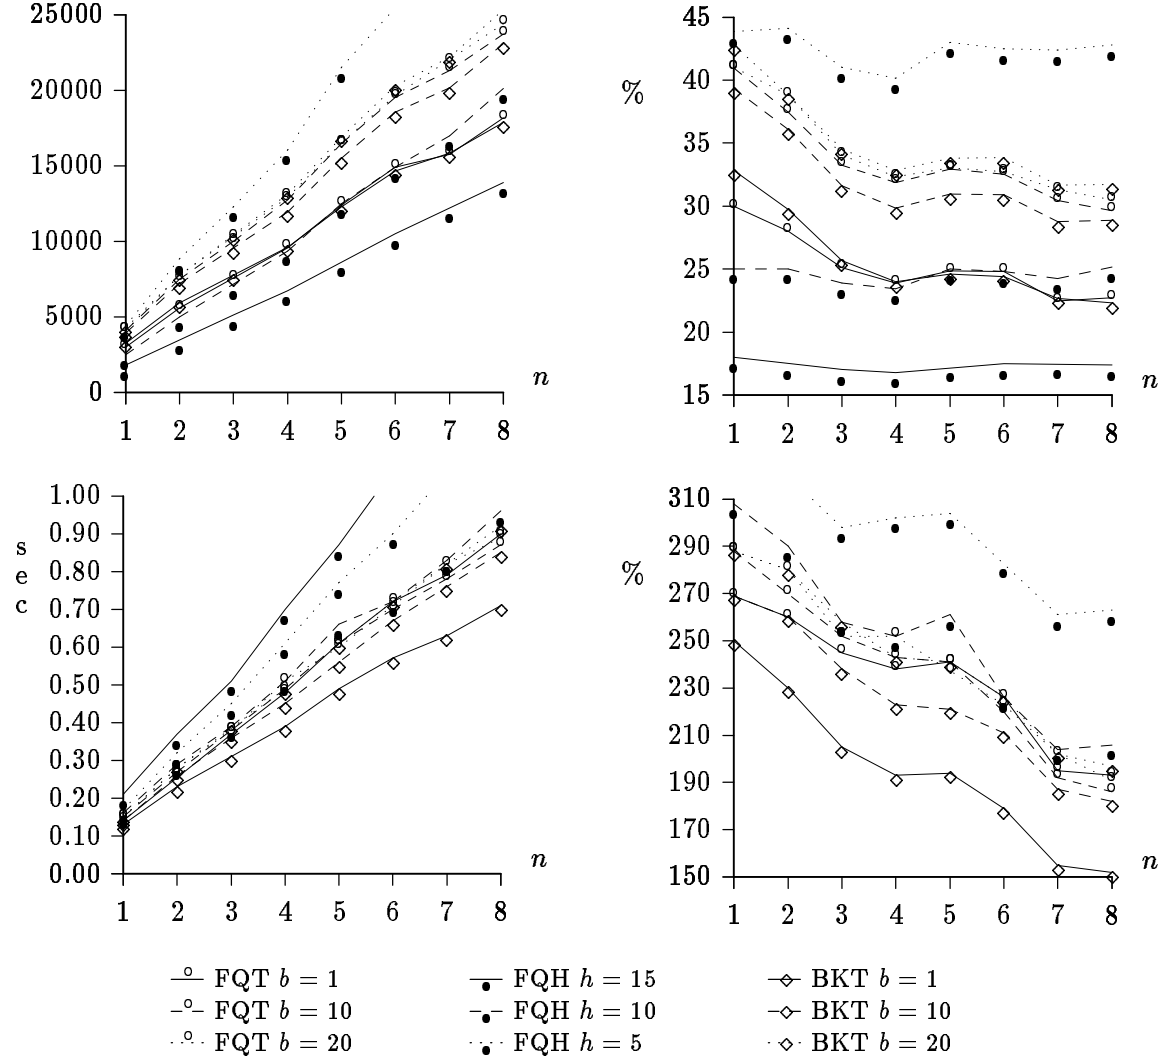 25000
20000
15000
10000
5000
0
1 2 3 4 5 6 7 8
n
45
40
35
30
25
20
15
%
1 2 3 4 5 6 7 8
n
1.00
0.90
0.80
0.70
0.60
0.50
0.40
0.30
0.20
0.10
0.00
s
e
c
1 2 3 4 5 6 7 8
n
310
290
270
250
230
210
190
170
150
%
1 2 3 4 5 6 7 8
n
FQT b = 1
FQT b = 10
FQT b = 20
FQH h = 15
FQH h = 10
FQH h = 5
BKT b = 1
BKT b = 10
BKT b = 20